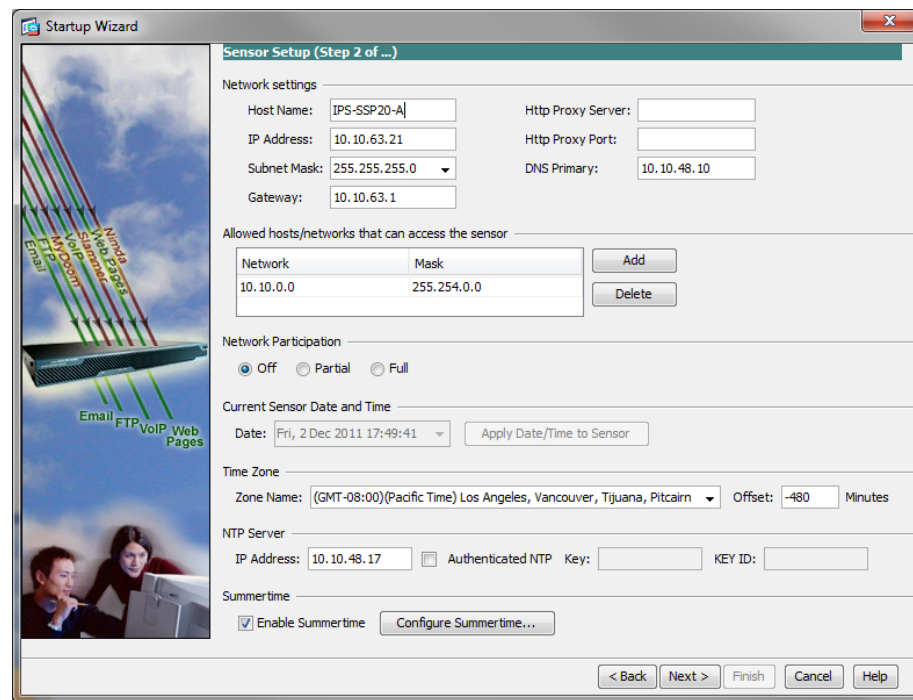 Startup Wizard
Sensor Setup (Step 2 of ...)
Network settings
Host Name: IPS-SSP20-A Http Proxy Server:
IP Address: 10.10.63.21 Http Proxy Port:
Subnet Mask: 255.255.255.0 DNS Primary: 10.10.48.10
Gateway: 10.10.63.1
Allowed hosts/networks that can access the sensor
Network Mask Add
10.10.0.0 255.254.0.0 Delete
Network Participation
Off Partial Full
Current Sensor Date and Time
Date: Fri, 2 Dec 2011 17:49:41 Apply Date/Time to Sensor
Time Zone
Zone Name: (GMT-08:00)(Pacific Time) Los Angeles, Vancouver, Tijuana, Pitcairn Offset: -480 Minutes
NTP Server
IP Address: 10.10.48.17 Authenticated NTP Key: KEY ID:
Summertime
Enable Summertime Configure Summertime...
< Back Next > Finish Cancel Help
Email
FTP
MyDoom
VoIP
Slammer
Web Pages
Nimda
Email
FTP
VoIP
Web Pages